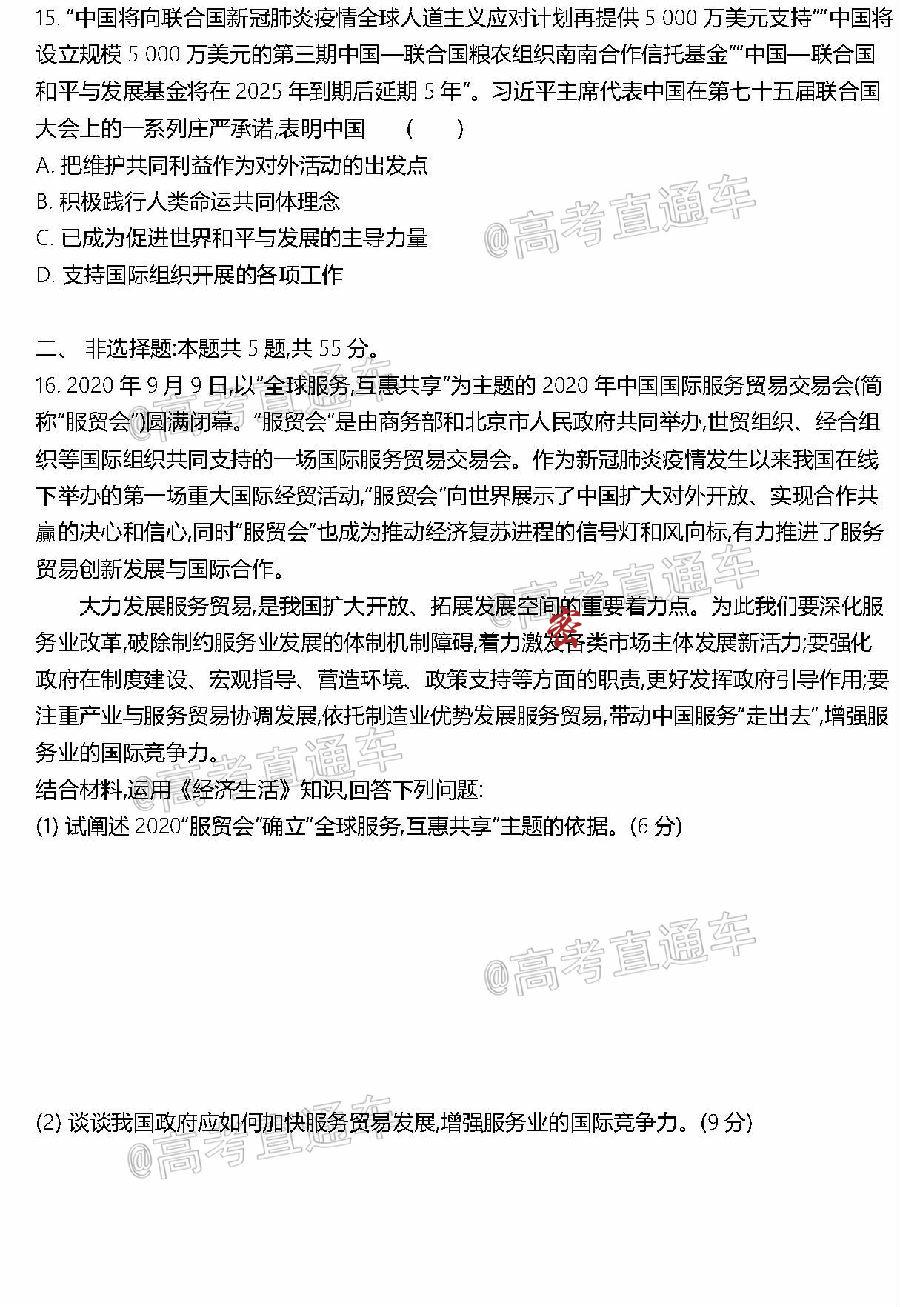 15. “中国将向联合国新冠肺炎疫情全球人道主义应对计划再提供 5 000 万美元支持”“中国将
设立规模 5 000 万美元的第三期中国—联合国粮农组织南南合作信托基金”“中国—联合国
和平与发展基金将在 2025 年到期后延期 5 年”。习近平主席代表中国在第七十五届联合国
大会上的一系列庄严承诺,表明中国 ( )
A. 把维护共同利益作为对外活动的出发点
B. 积极践行人类命运共同体理念
@高考直通车
C. 已成为促进世界和平与发展的主导力量
D. 支持国际组织开展的各项工作
二、 非选择题:本题共 5 题,共 55 分。
@高考直通车
16. 2020 年 9 月 9 日,以“全球服务,互惠共享”为主题的 2020 年中国国际服务贸易交易会(简
称“服贸会”)圆满闭幕。“服贸会”是由商务部和北京市人民政府共同举办,世贸组织、经合组
织等国际组织共同支持的一场国际服务贸易交易会。作为新冠肺炎疫情发生以来我国在线
下举办的第一场重大国际经贸活动,“服贸会”向世界展示了中国扩大对外开放、实现合作共
赢的决心和信心,同时“服贸会”也成为推动经济复苏进程的信号灯和风向标,有力推进了服务
贸易创新发展与国际合作。
@高考直通车
大力发展服务贸易,是我国扩大开放、拓展发展空间的重要着力点。为此我们要深化服
务业改革,破除制约服务业发展的体制机制障碍,着力激发各类市场主体发展新活力;要强化
密
政府在制度建设、宏观指导、营造环境、政策支持等方面的职责,更好发挥政府引导作用;要
注重产业与服务贸易协调发展,依托制造业优势发展服务贸易,带动中国服务“走出去”,增强服
务业的国际竞争力。
@高考直通车
结合材料,运用《经济生活》知识,回答下列问题:
(1) 试阐述 2020“服贸会”确立“全球服务,互惠共享”主题的依据。(6 分)
@高考直通车
(2) 谈谈我国政府应如何加快服务贸易发展,增强服务业的国际竞争力。(9 分)
@高考直通车